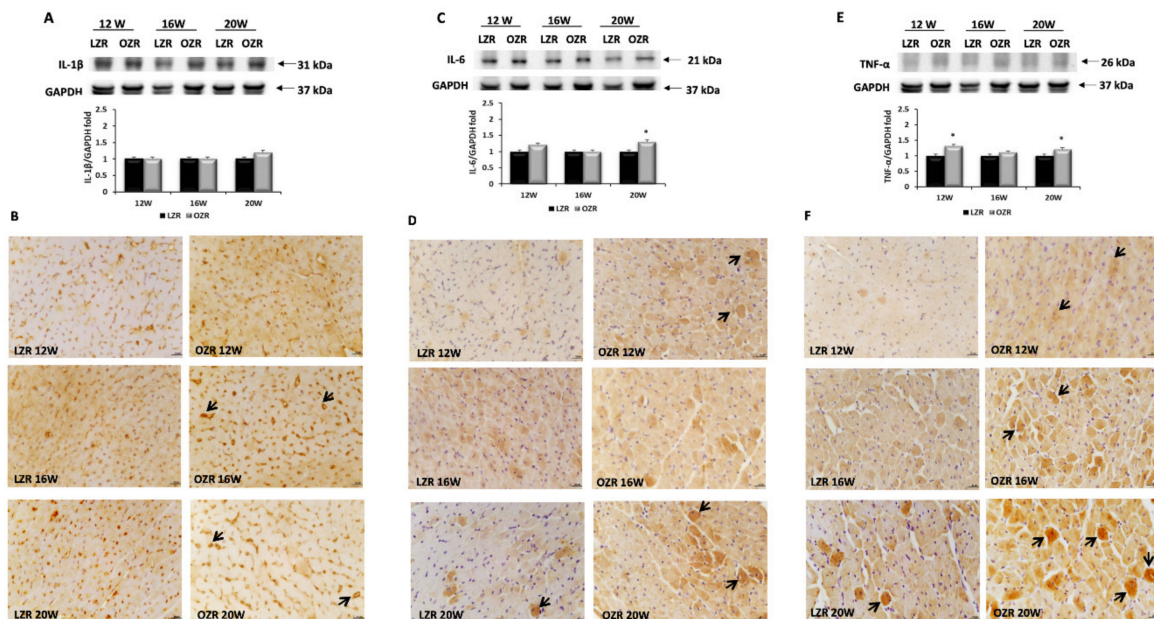 A
12 W 16W 20W
LZR OZR LZR OZR LZR OZR
IL-1β 31 kDa
GAPDH 37 kDa
IL-1β/GAPDH fold
2.5
2
1.5
1
0.5
0
12W 16W 20W
LZR OZR
B
LZR 12W OZR 12W
LZR 16W OZR 16W
LZR 20W OZR 20W
C
12 W 16W 20W
LZR OZR LZR OZR LZR OZR
IL-6 21 kDa
GAPDH 37 kDa
IL-6/GAPDH fold
2.5
2
1.5
1
0.5
0
*
12W 16W 20W
LZR OZR
D
LZR 12W OZR 12W
LZR 16W OZR 16W
LZR 20W OZR 20W
E
12 W 16W 20W
LZR OZR LZR OZR LZR OZR
TNF-α 26 kDa
GAPDH 37 kDa
TNF-α/GAPDH fold
2.5
2
1.5
1
0.5
0
* *
12W 16W 20W
LZR OZR
F
LZR 12W OZR 12W
LZR 16W OZR 16W
LZR 20W OZR 20W